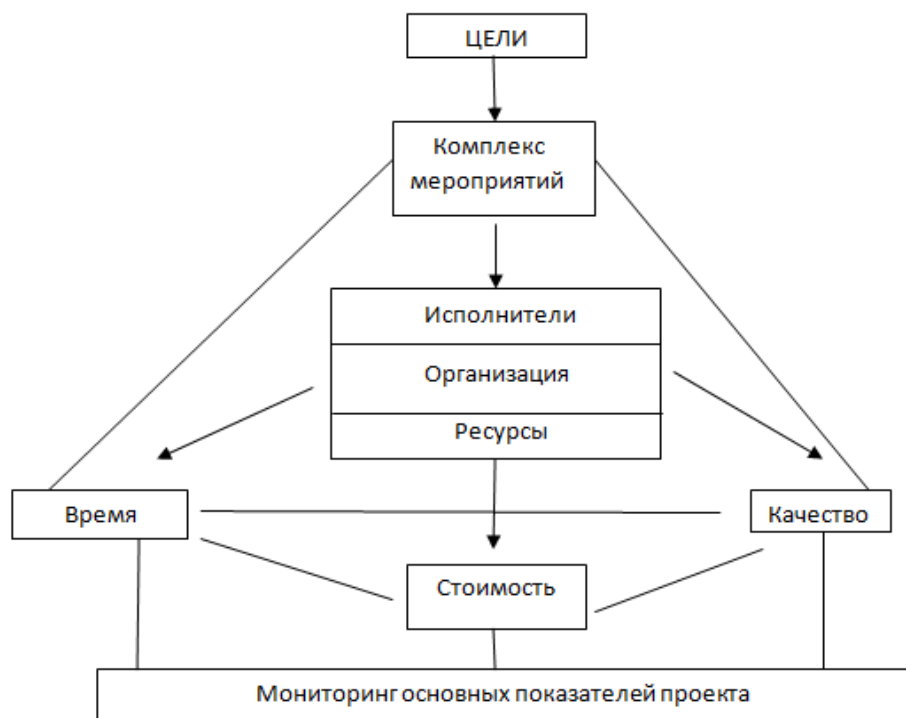 ЦЕЛИ
Комплекс
мероприятий
Исполнители
Организация
Ресурсы
Время
Качество
Стоимость
Мониторинг основных показателей проекта